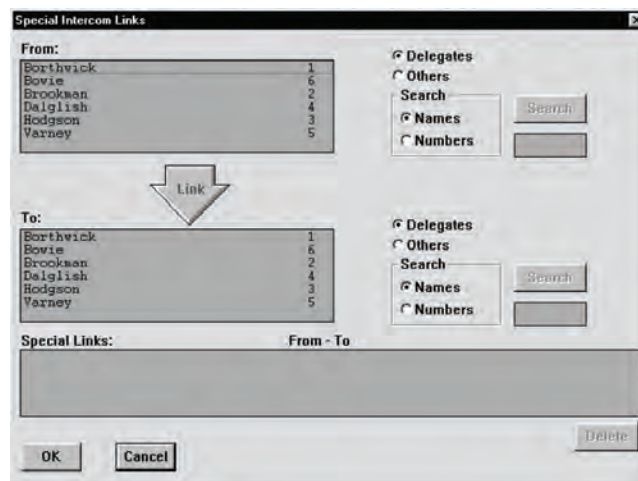 Special Intercom Links
From:
Borthwick 1
Bowie 6
Brookman 2
Dalglish 4
Hodgson 3
Varney 5
Delegates
Others
Search
Names
Numbers
Search
Link
To:
Borthwick 1
Bowie 6
Brookman 2
Dalglish 4
Hodgson 3
Varney 5
Delegates
Others
Search
Names
Numbers
Search
Special Links: From - To
Delete
OK Cancel